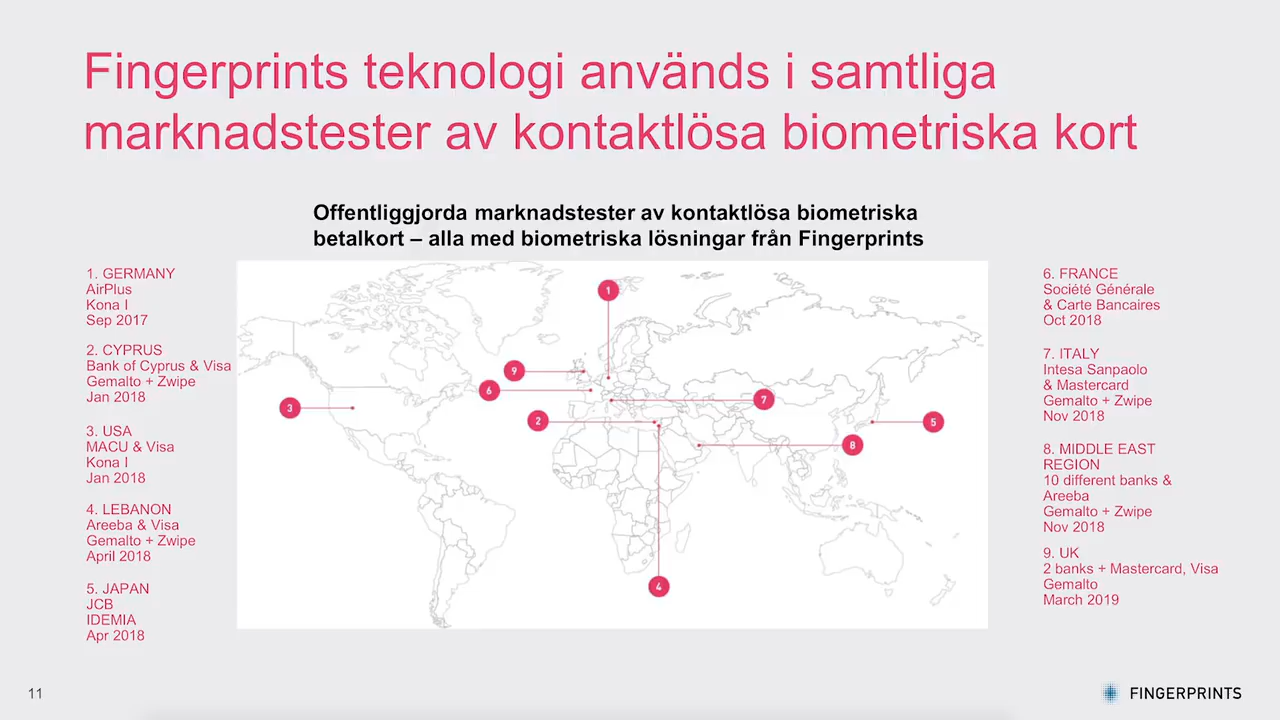 Fingerprints teknologi används i samtliga
marknadstester av kontaktlösa biometriska kort
Offentliggjorda marknadstester av kontaktlösa biometriska
betalkort – alla med biometriska lösningar från Fingerprints
1. GERMANY
AirPlus
Kona I
Sep 2017
2. CYPRUS
Bank of Cyprus & Visa
Gemalto + Zwipe
Jan 2018
3. USA
MACU & Visa
Kona I
Jan 2018
4. LEBANON
Areeba & Visa
Gemalto + Zwipe
April 2018
5. JAPAN
JCB
IDEMIA
Apr 2018
1
9
6
3
2
7
5
8
4
6. FRANCE
Société Générale
& Carte Bancaires
Oct 2018
7. ITALY
Intesa Sanpaolo
& Mastercard
Gemalto + Zwipe
Nov 2018
8. MIDDLE EAST
REGION
10 different banks &
Areeba
Gemalto + Zwipe
Nov 2018
9. UK
2 banks + Mastercard, Visa
Gemalto
March 2019
11
FINGERPRINTS